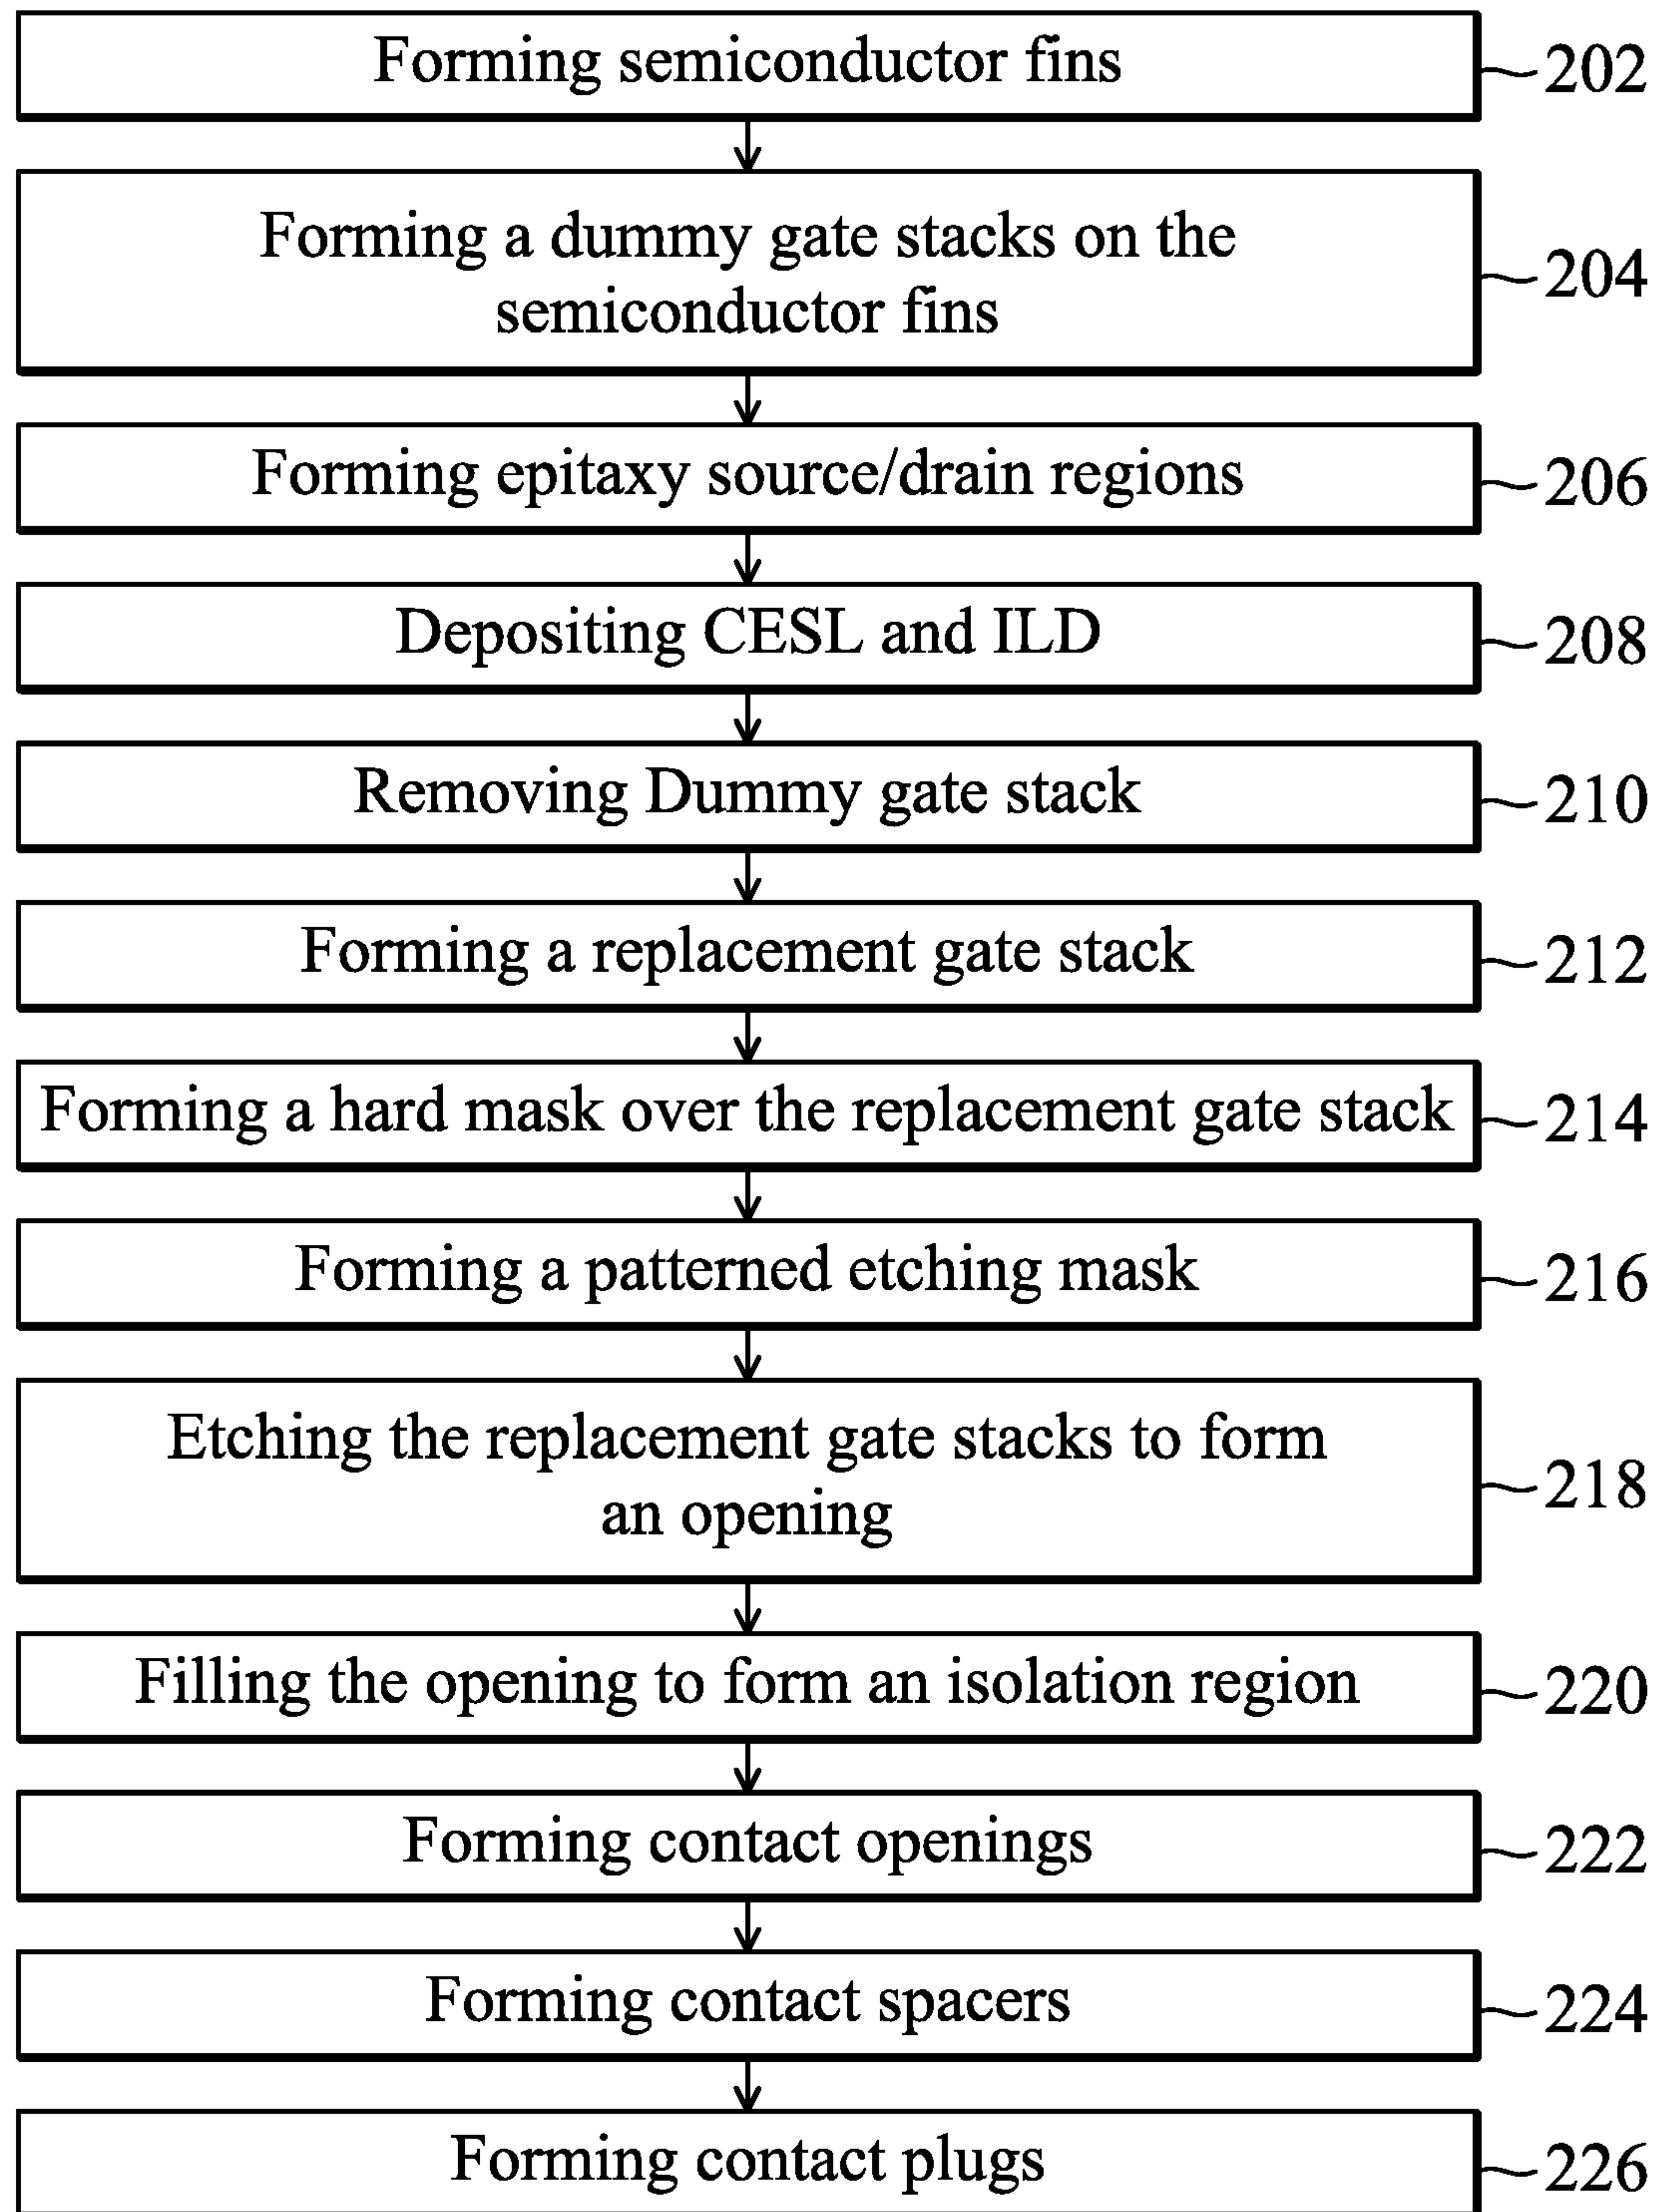 Forming semiconductor fins
202
Forming a dummy gate stacks on the
semiconductor fins
204
Forming epitaxy source/drain regions
206
Depositing CESL and ILD
208
Removing Dummy gate stack
210
Forming a replacement gate stack
212
Forming a hard mask over the replacement gate stack
214
Forming a patterned etching mask
216
Etching the replacement gate stacks to form
an opening
218
Filling the opening to form an isolation region
220
Forming contact openings
222
Forming contact spacers
224
Forming contact plugs
226